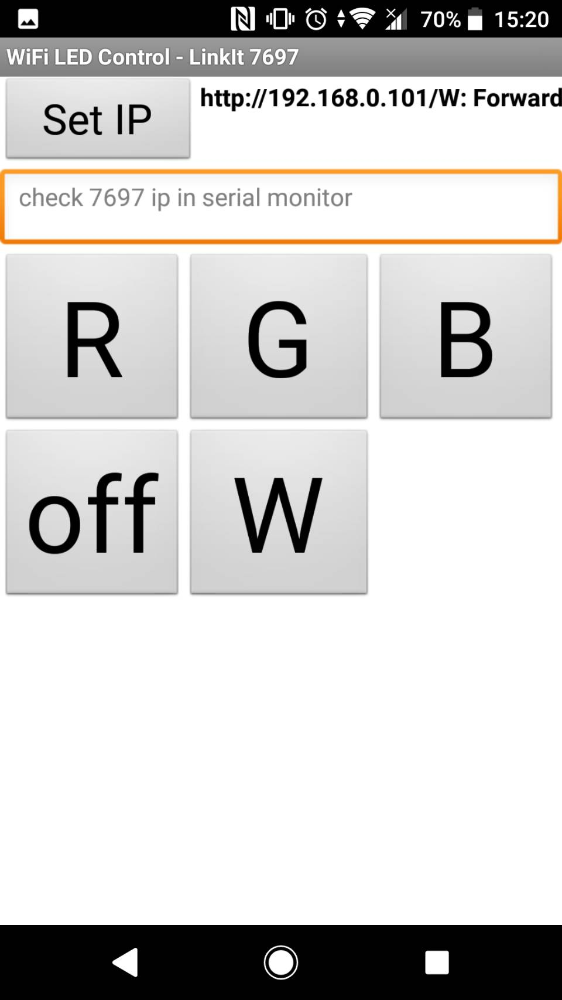 70% 15:20
WiFi LED Control - LinkIt 7697
Set IP
http://192.168.0.101/W: Forward
check 7697 ip in serial monitor
R G B
off W